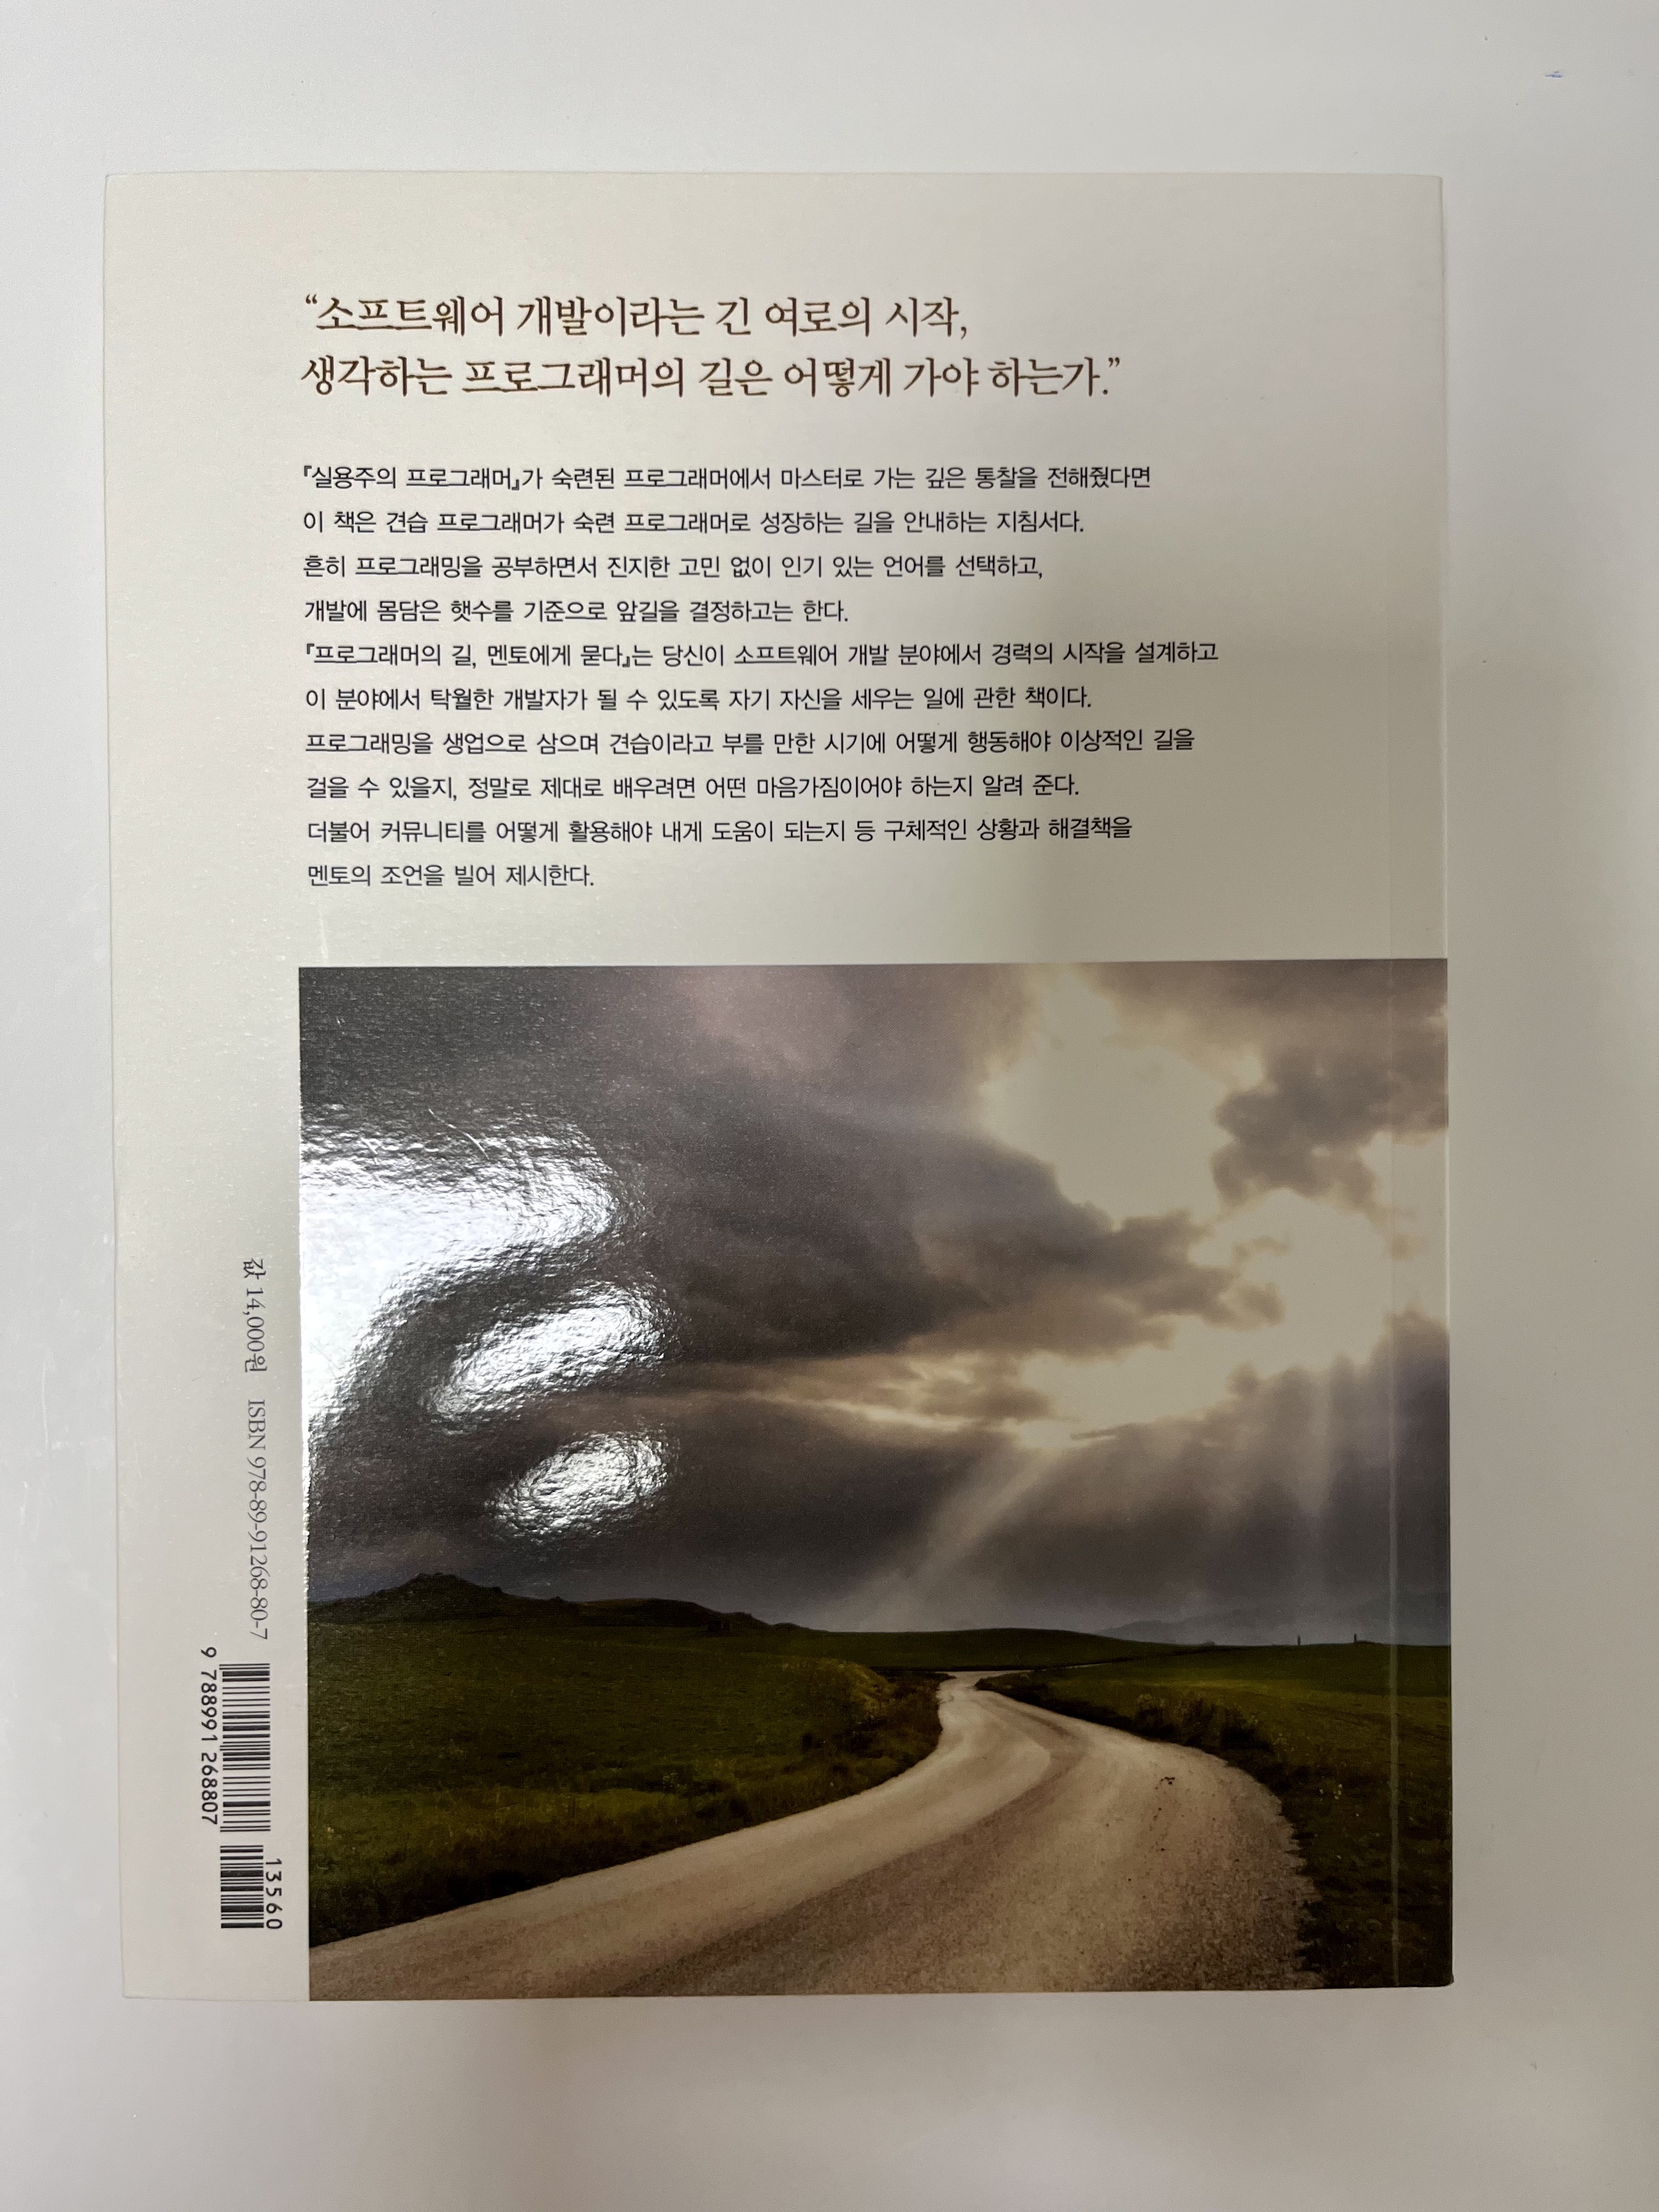 “소프트웨어 개발이라는 긴 여로의 시작,
생각하는 프로그래머의 길은 어떻게 가야 하는가.”
『실용주의 프로그래머』가 숙련된 프로그래머에서 마스터로 가는 깊은 통찰을 전해줬다면
이 책은 견습 프로그래머가 숙련 프로그래머로 성장하는 길을 안내하는 지침서다.
흔히 프로그래밍을 공부하면서 진지한 고민 없이 인기 있는 언어를 선택하고,
개발에 몸담은 햇수를 기준으로 앞길을 결정하고는 한다.
『프로그래머의 길, 멘토에게 묻다』는 당신이 소프트웨어 개발 분야에서 경력의 시작을 설계하고
이 분야에서 탁월한 개발자가 될 수 있도록 자기 자신을 세우는 일에 관한 책이다.
프로그래밍을 생업으로 삼으며 견습이라고 부를 만한 시기에 어떻게 행동해야 이상적인 길을
걸을 수 있을지, 정말로 제대로 배우려면 어떤 마음가짐이어야 하는지 알려 준다.
더불어 커뮤니티를 어떻게 활용해야 내게 도움이 되는지 등 구체적인 상황과 해결책을
멘토의 조언을 빌어 제시한다.
값 14,000원 ISBN 978-89-91268-80-7
9 788991 268807
13560